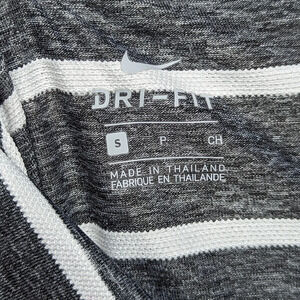 DRI-FIT
S P CH
MADE IN THAILAND
FABRIQUE EN THAILANDE